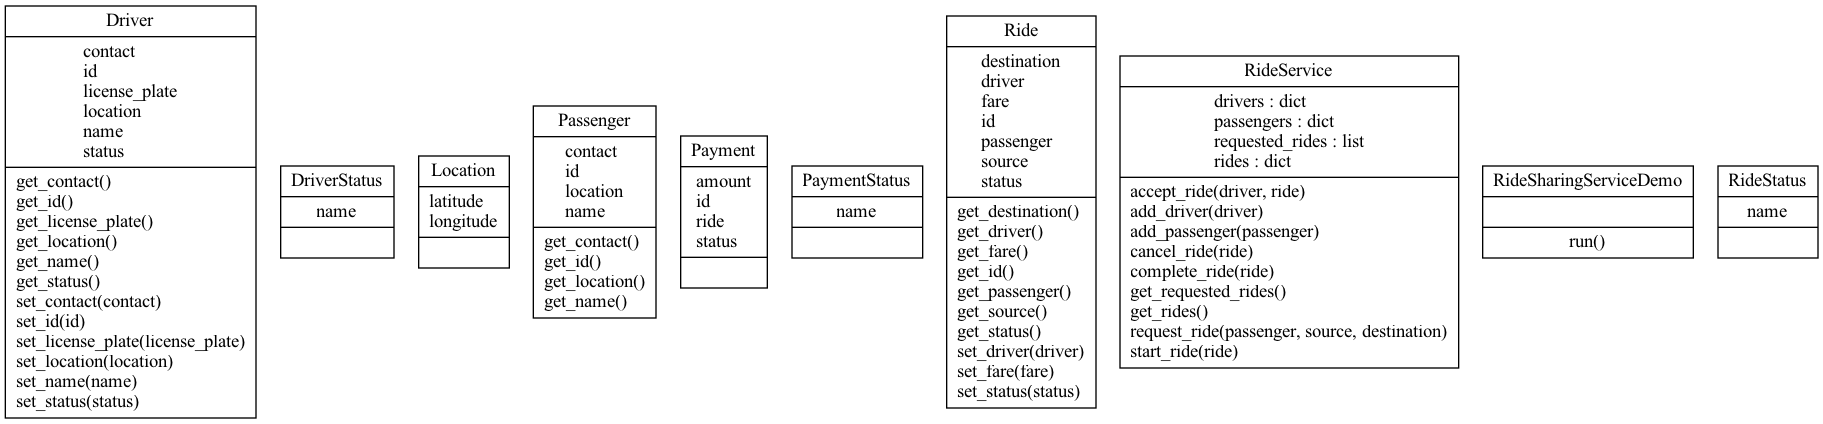 Driver
contact
id
license_plate
location
name
status
get_contact()
get_id()
get_license_plate()
get_location()
get_name()
get_status()
set_contact(contact)
set_id(id)
set_license_plate(license_plate)
set_location(location)
set_name(name)
set_status(status)
DriverStatus
name
Location
latitude
longitude
Passenger
contact
id
location
name
get_contact()
get_id()
get_location()
get_name()
Payment
amount
id
ride
status
PaymentStatus
name
Ride
destination
driver
fare
id
passenger
source
status
get_destination()
get_driver()
get_fare()
get_id()
get_passenger()
get_source()
get_status()
set_driver(driver)
set_fare(fare)
set_status(status)
RideService
drivers : dict
passengers : dict
requested_rides : list
rides : dict
accept_ride(driver, ride)
add_driver(driver)
add_passenger(passenger)
cancel_ride(ride)
complete_ride(ride)
get_requested_rides()
get_rides()
request_ride(passenger, source, destination)
start_ride(ride)
RideSharingServiceDemo
run()
RideStatus
name